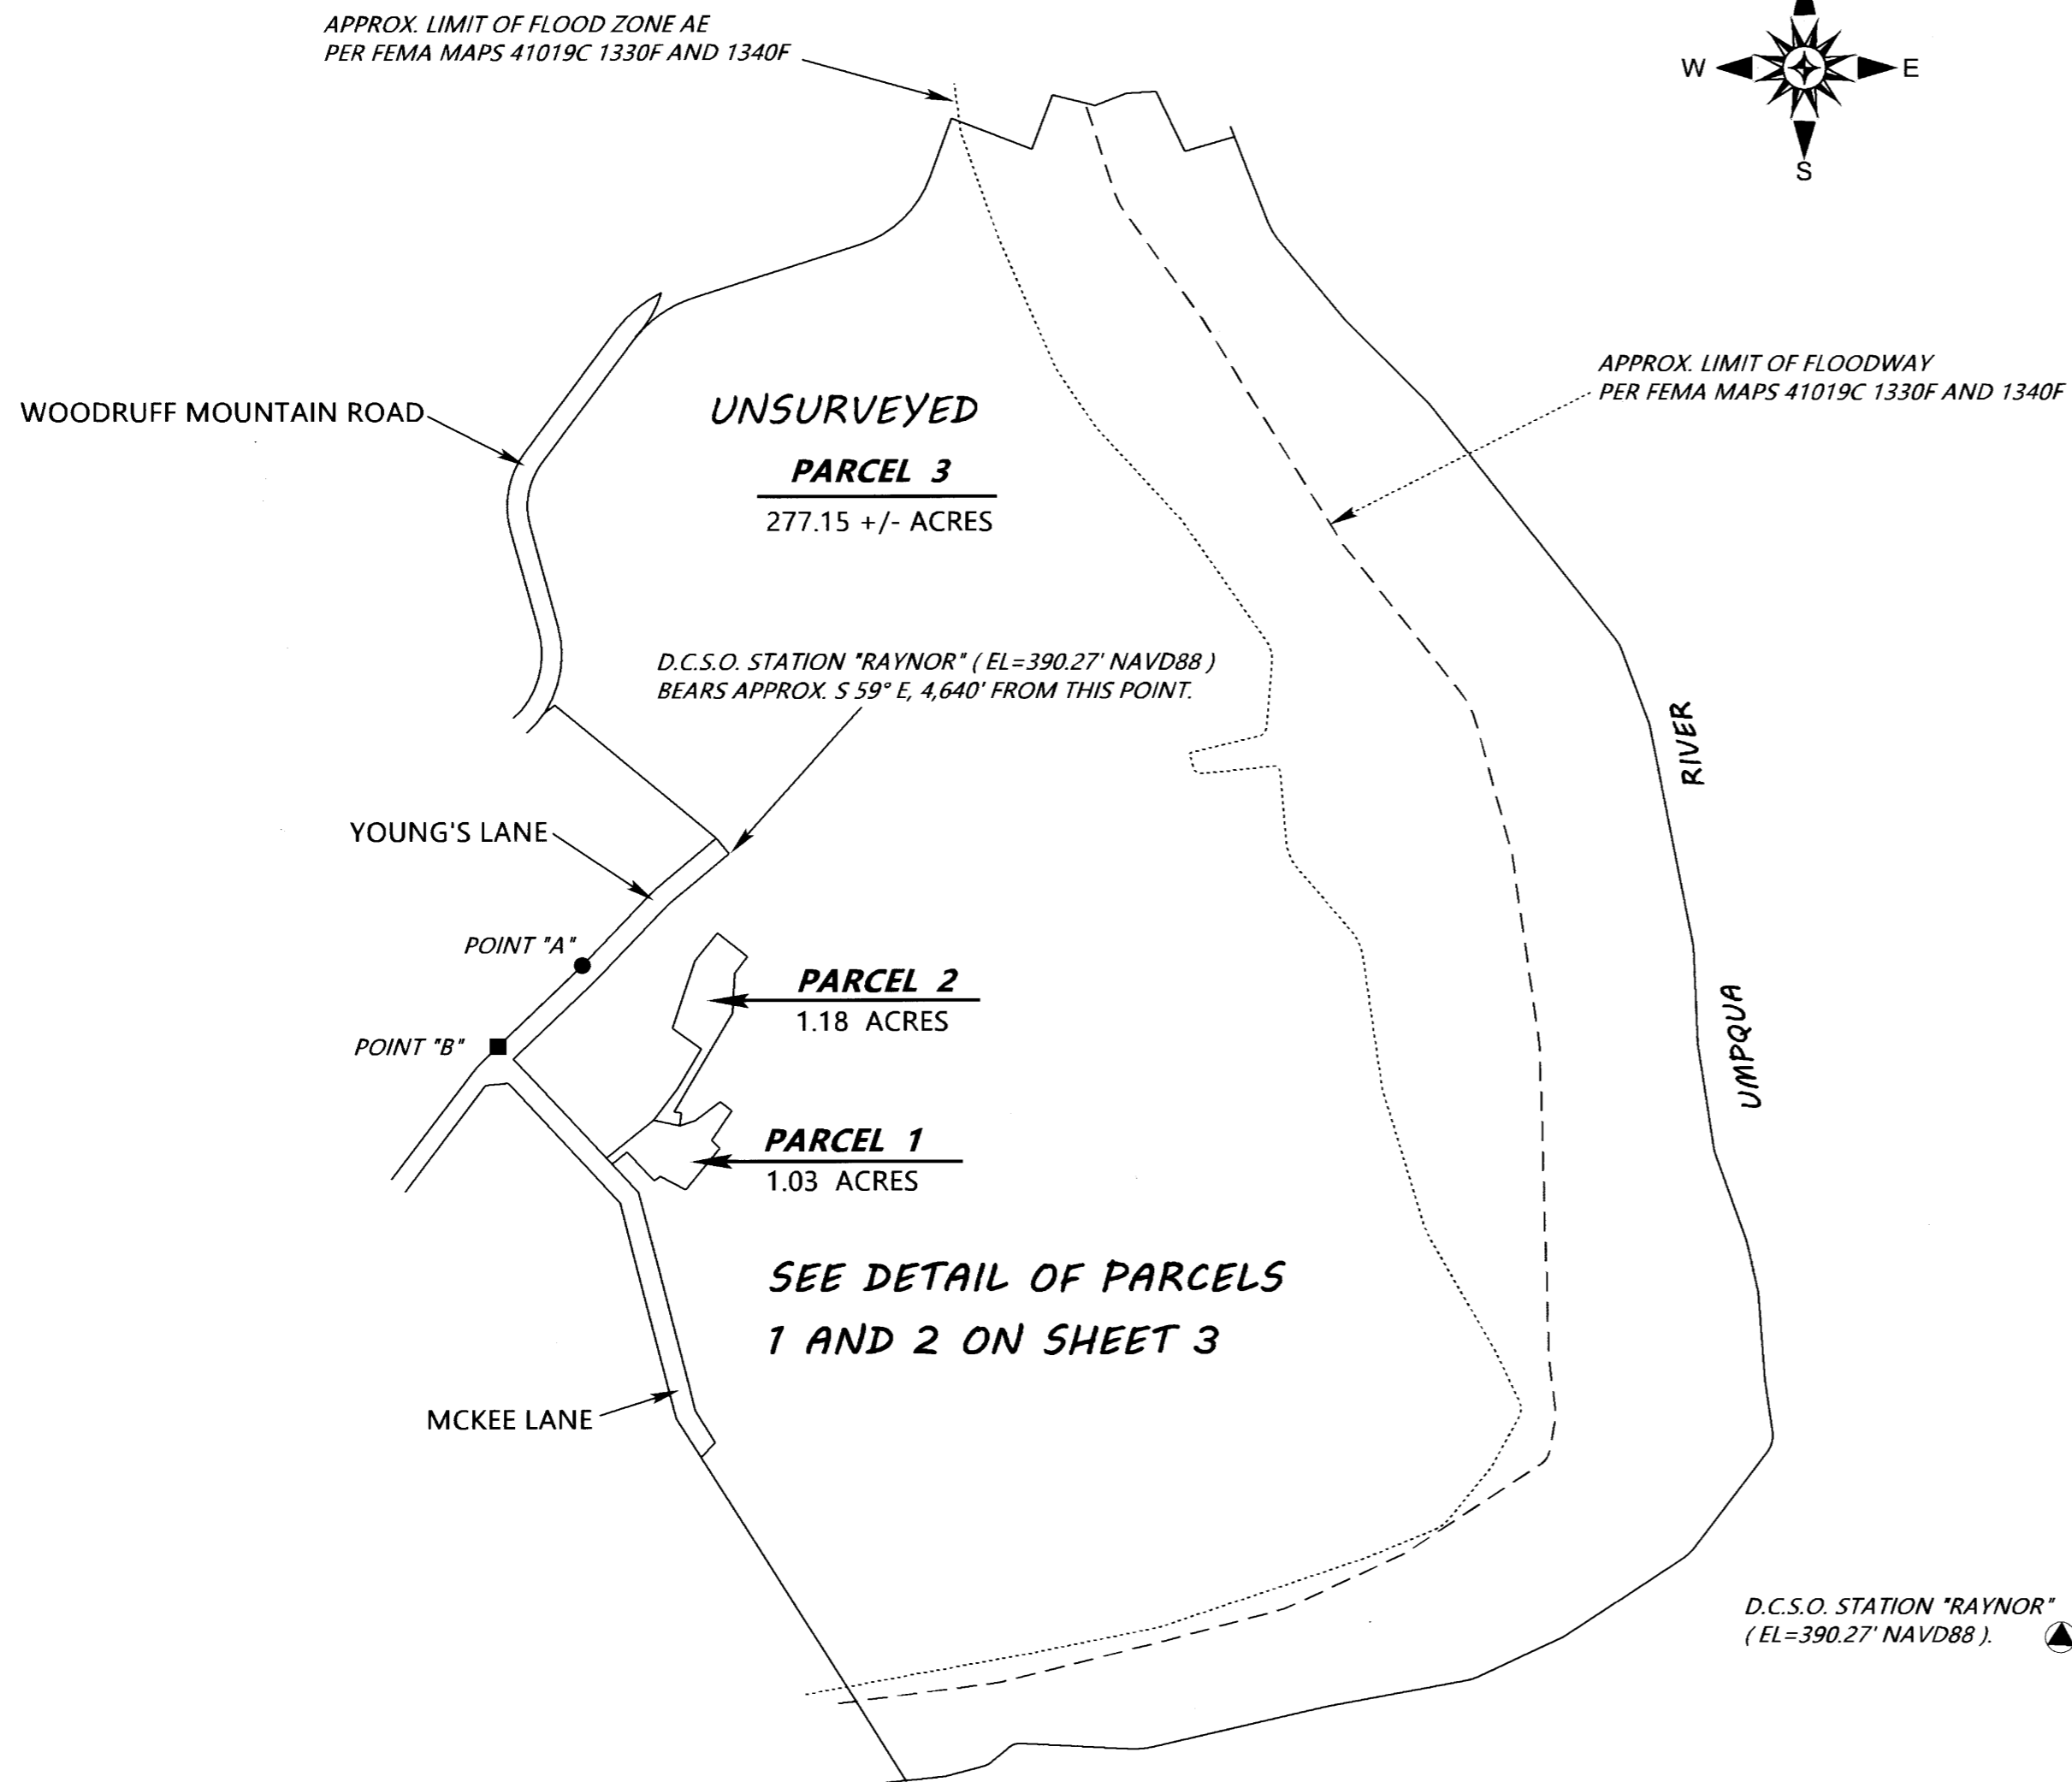 APPROX. LIMIT OF FLOOD ZONE AE
PER FEMA MAPS 41019C 1330F AND 1340F
W
E
S
APPROX. LIMIT OF FLOODWAY
PER FEMA MAPS 41019C 1330F AND 1340F
WOODRUFF MOUNTAIN ROAD
UNSURVEYED
PARCEL 3
277.15 +/- ACRES
D.C.S.O. STATION "RAYNOR" ( EL=390.27' NAVD88 )
BEARS APPROX. S 59° E, 4,640' FROM THIS POINT.
RIVER
YOUNG'S LANE
POINT "A"
PARCEL 2
1.18 ACRES
UMPQUA
POINT "B"
PARCEL 1
1.03 ACRES
SEE DETAIL OF PARCELS
1 AND 2 ON SHEET 3
MCKEE LANE
D.C.S.O. STATION "RAYNOR"
( EL=390.27' NAVD88 ).